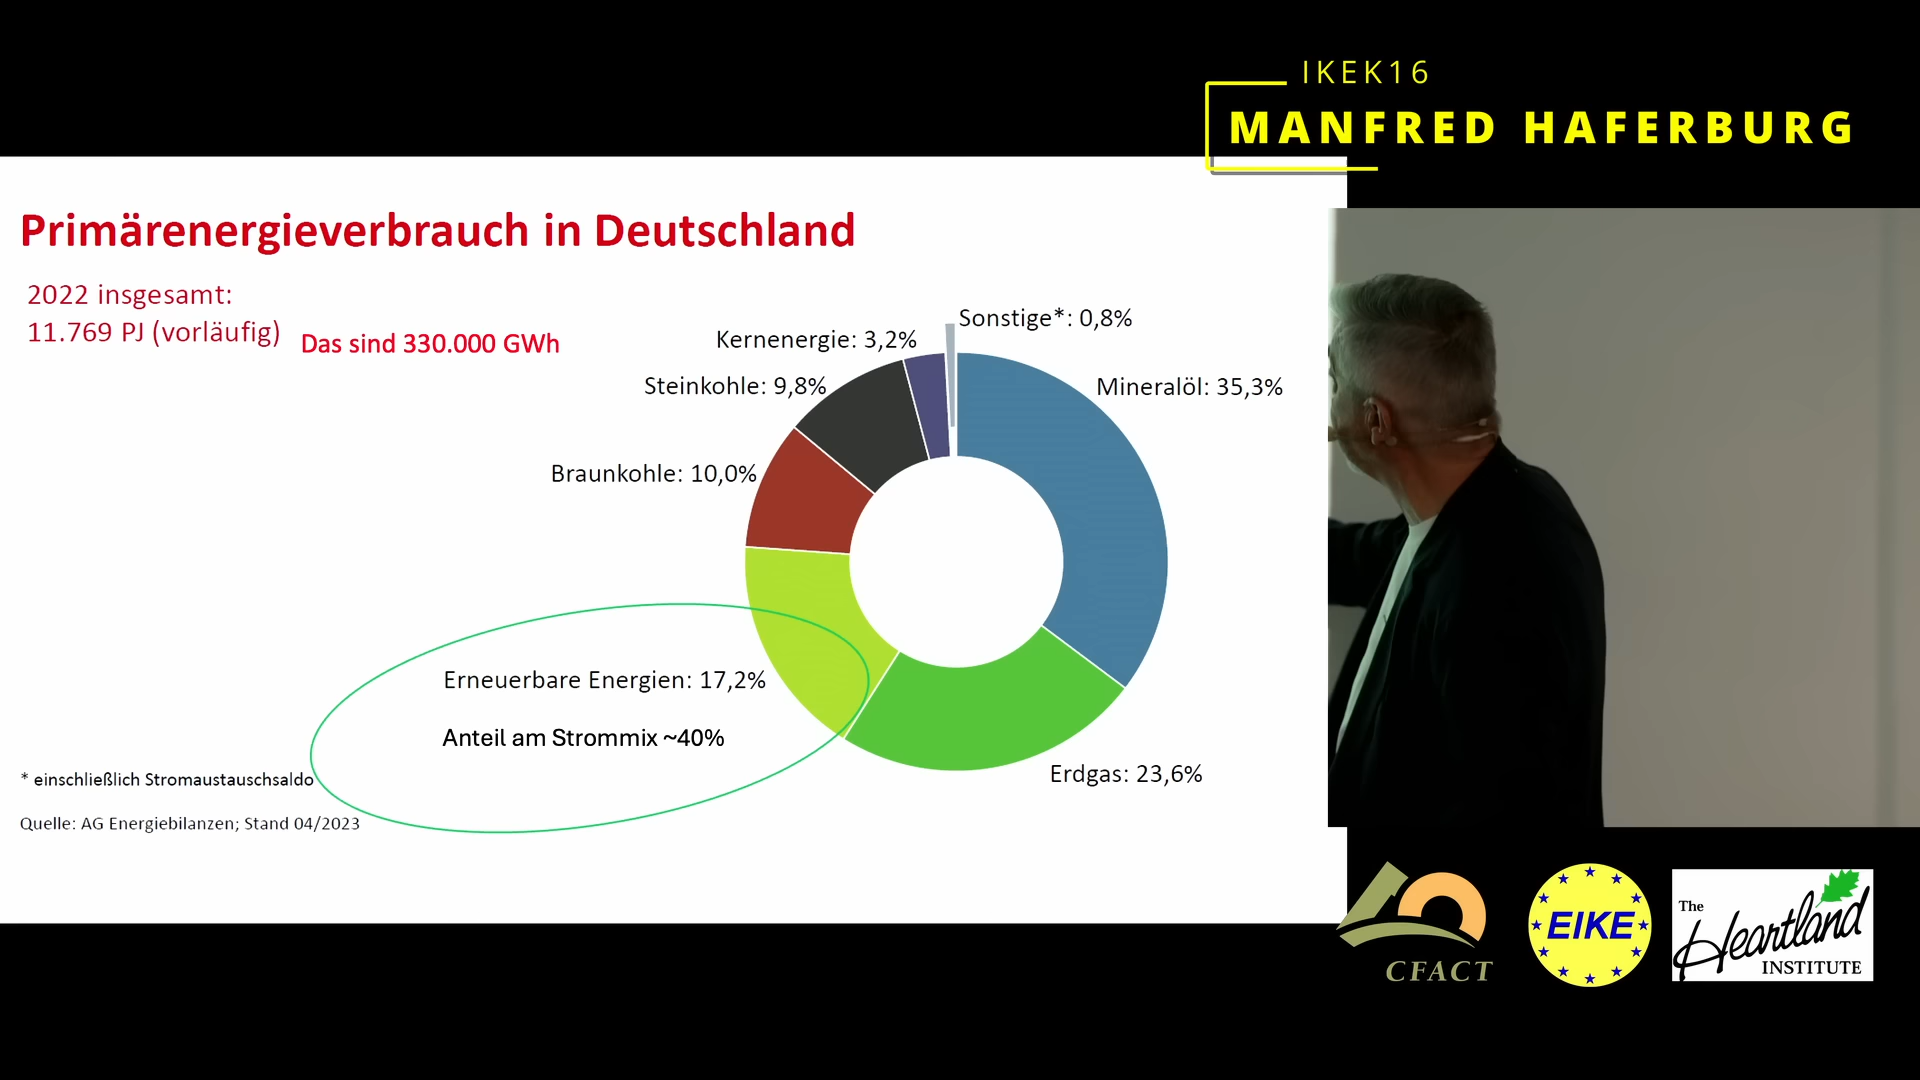 IKEK16
MANFRED HAFERBURG
Primärenergieverbrauch in Deutschland
2022 insgesamt:
11.769 PJ (vorläufig)
Das sind 330.000 GWh
Sonstige*: 0,8%
Kernenergie: 3,2%
Steinkohle: 9,8%
Mineralöl: 35,3%
Braunkohle: 10,0%
Erneuerbare Energien: 17,2%
Anteil am Strommix ~40%
Erdgas: 23,6%
* einschließlich Stromaustauschsaldo
Quelle: AG Energiebilanzen; Stand 04/2023
CFACT
EIKE
The
Heartland
INSTITUTE